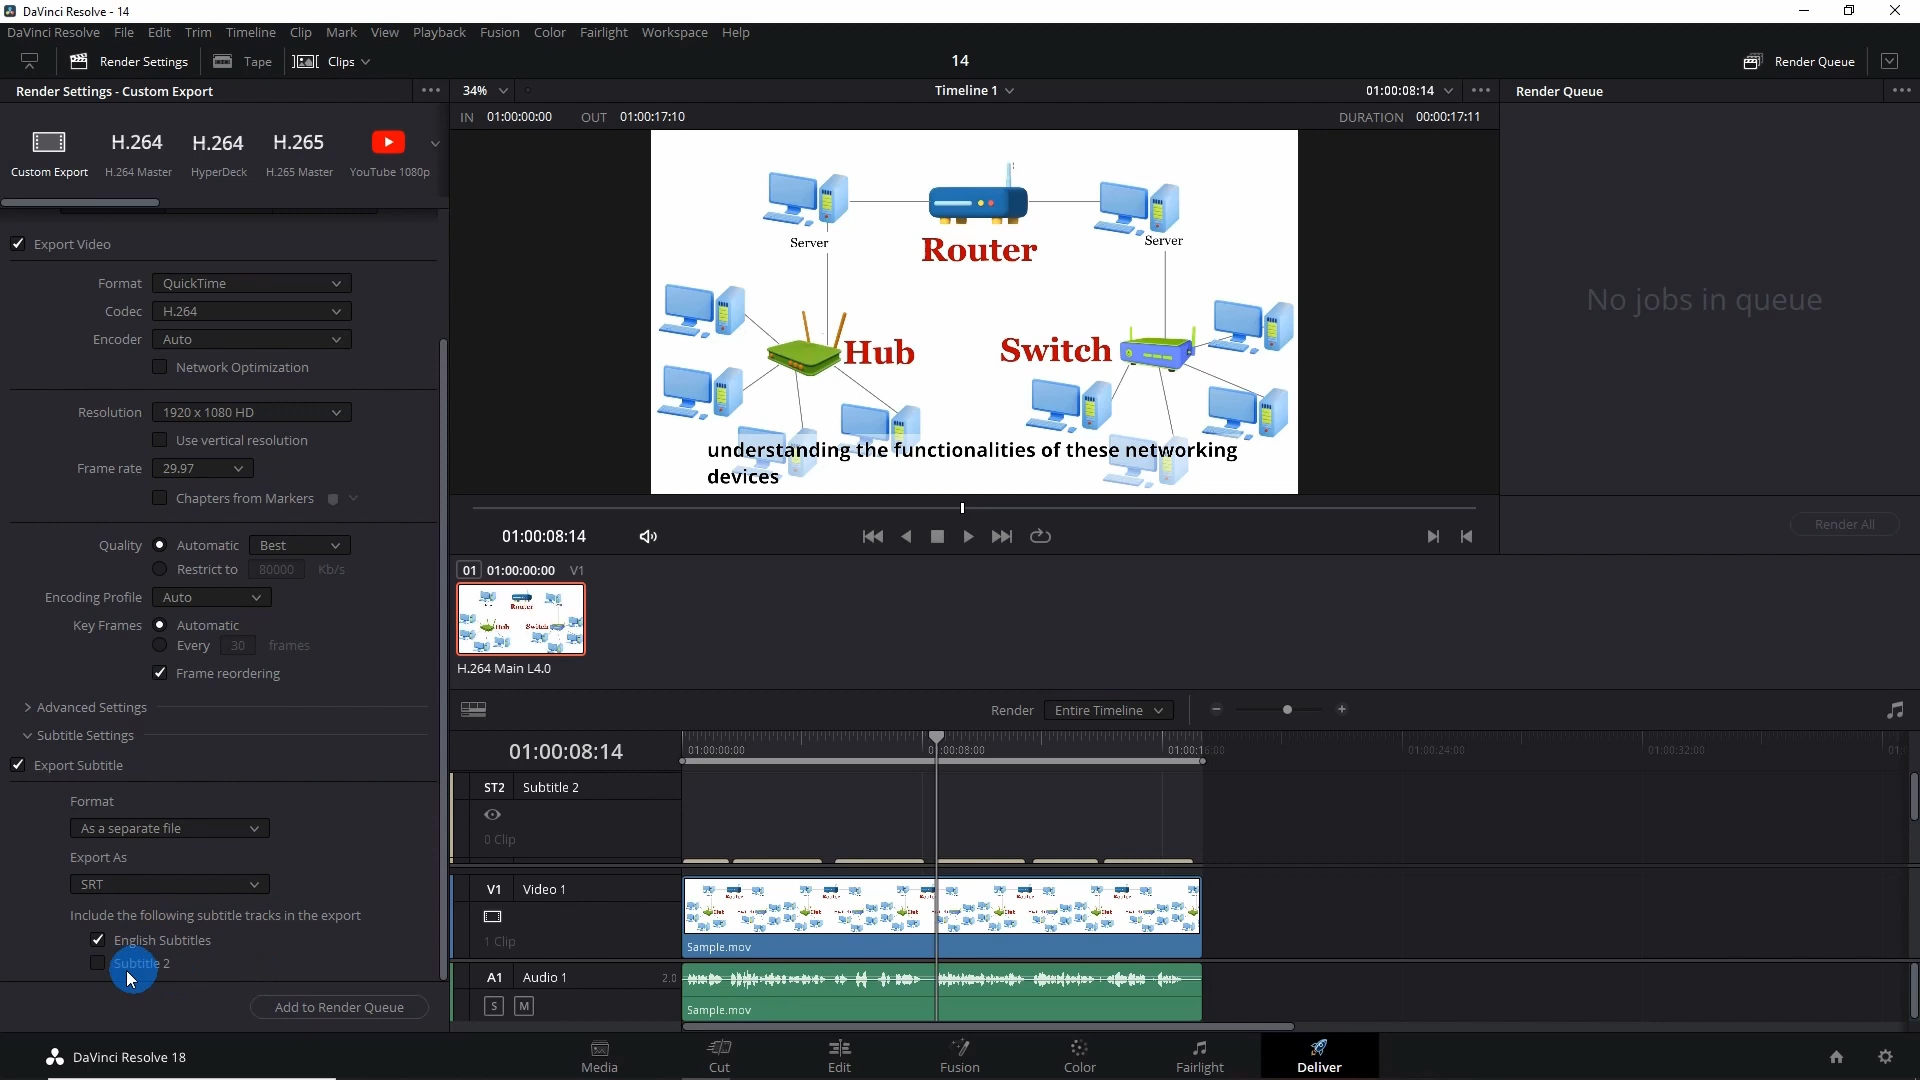 DaVinci Resolve - 14
DaVinci Resolve File Edit Trim Timeline Clip Mark View Playback Fusion Color Fairlight Workspace Help
Render Settings Tape Clips 14 Render Queue
Render Settings - Custom Export
34% Timeline 1 01:00:08:14
Render Queue
IN 01:00:00:00 OUT 01:00:17:10 DURATION 00:00:17:11
H.264 H.264 H.265
Custom Export H.264 Master HyperDeck H.265 Master YouTube 1080p
Export Video
Format QuickTime
Codec H.264
Encoder Auto
Network Optimization
Resolution 1920 x 1080 HD
Use vertical resolution
Frame rate 29.97
Chapters from Markers
Quality Automatic Best
Restrict to 80000 Kb/s
Encoding Profile Auto
Key Frames Automatic
Every 30 frames
Frame reordering
Advanced Settings
Subtitle Settings
Export Subtitle
Format
As a separate file
Export As
SRT
Include the following subtitle tracks in the export
English Subtitles
Subtitle 2
Add to Render Queue
Server
Router
Server
Hub
Switch
understanding the functionalities of these networking
devices
01:00:08:14
No jobs in queue
Render All
01 01:00:00:00 V1
Router
Hub Switch
H.264 Main L4.0
Render Entire Timeline
01:00:08:14
01:00:00:00 01:00:08:00 01:00:16:00 01:00:24:00 01:00:32:00
ST2 Subtitle 2
0 Clip
V1 Video 1
1 Clip
Sample.mov
A1 Audio 1 2.0
S M
Sample.mov
DaVinci Resolve 18
Media Cut Edit Fusion Color Fairlight Deliver